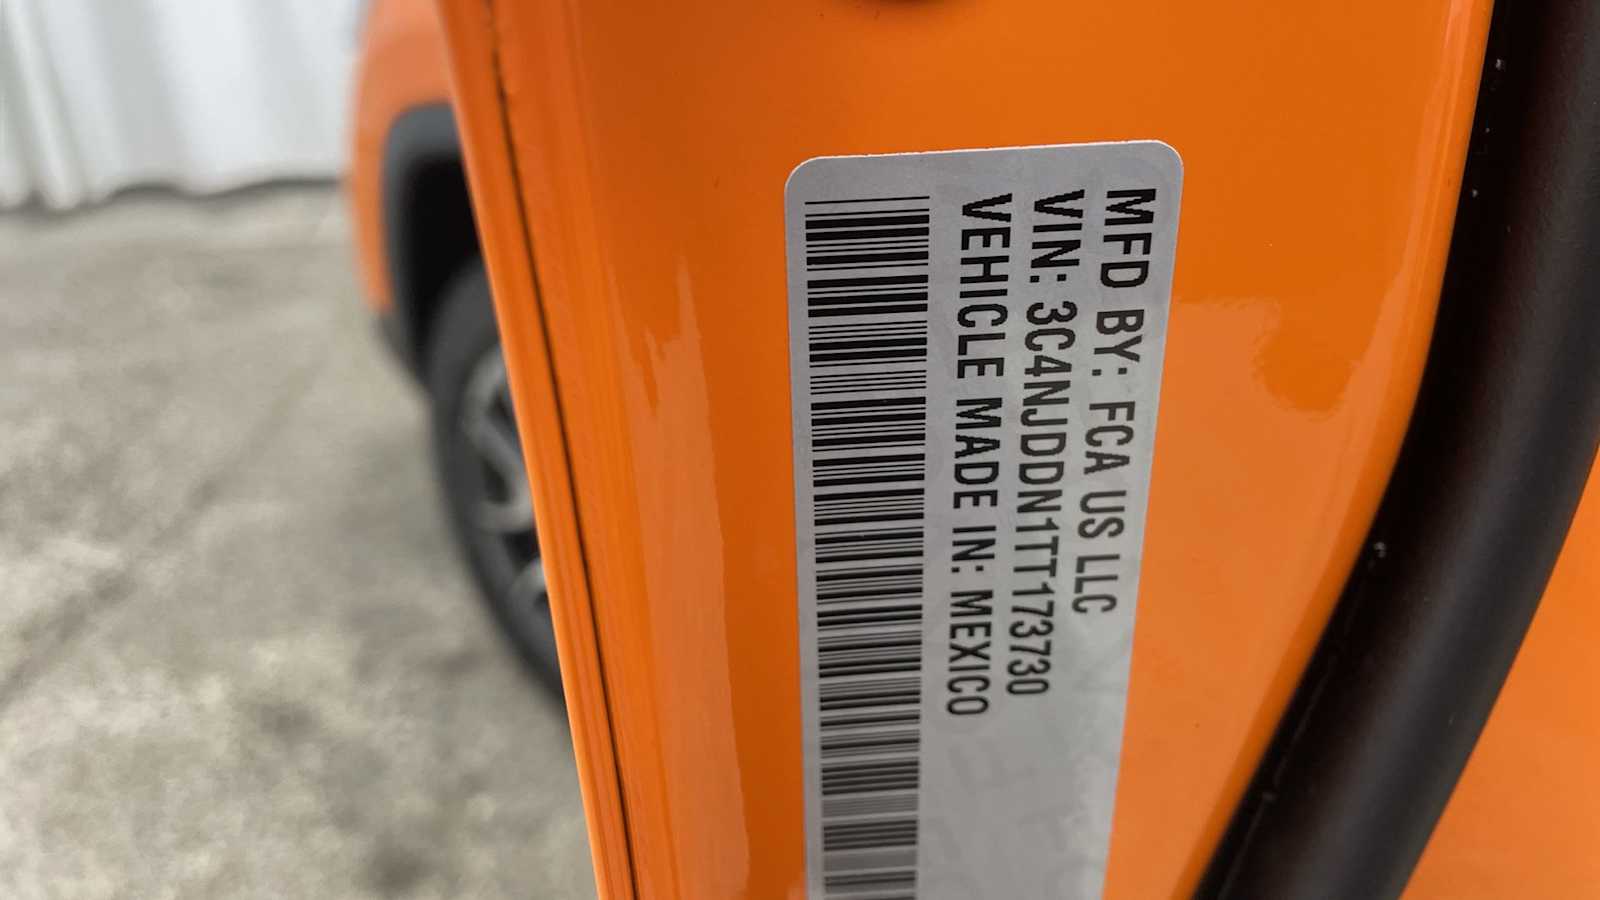 MFD BY: FCA US LLC
VIN: 3C4NJDDN1TT173730
VEHICLE MADE IN: MEXICO